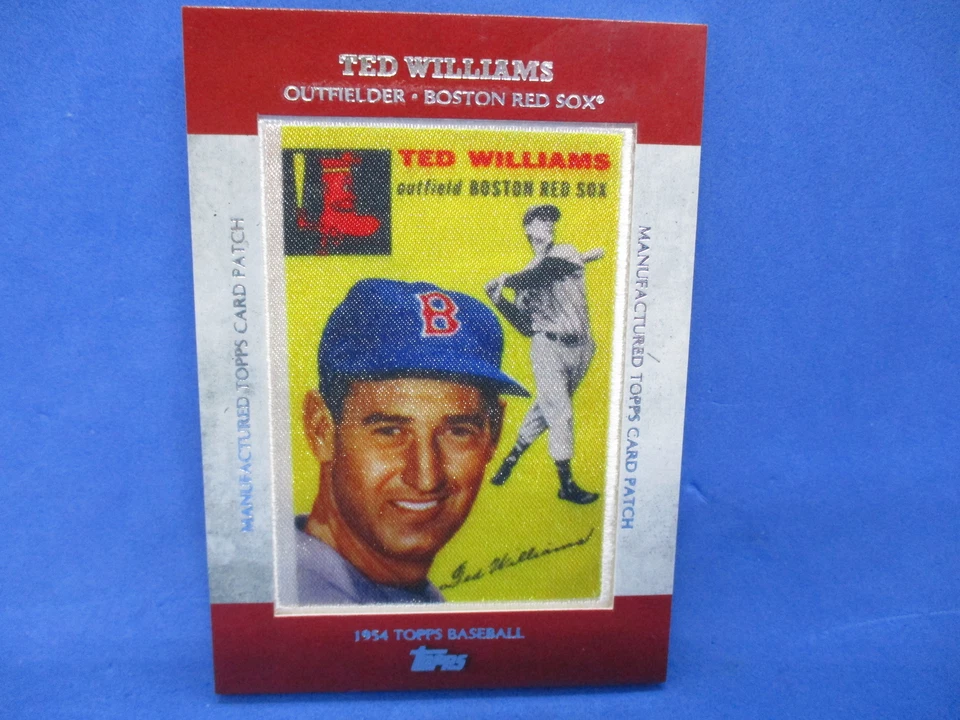 TED WILLIAMS
OUTFIELDER • BOSTON RED SOX®
TED WILLIAMS
outfield BOSTON RED SOX
B
MANUFACTURED TOPPS CARD PATCH
MANUFACTURED TOPPS CARD PATCH
Ted Williams
1954 TOPPS BASEBALL
TOPPS